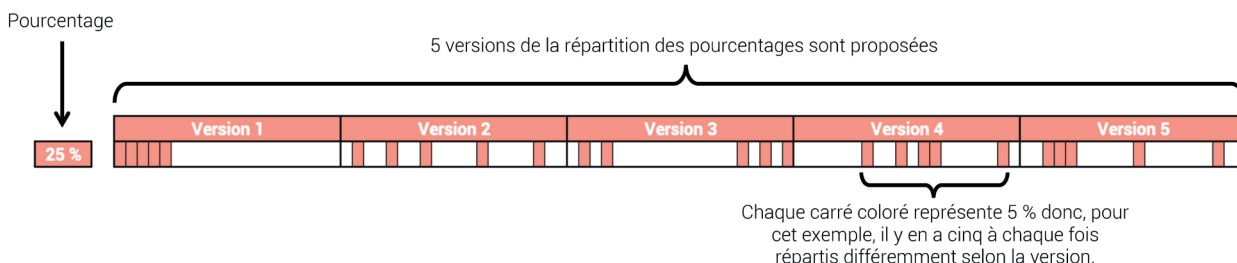 Pourcentage
5 versions de la répartition des pourcentages sont proposées
Version 1
Version 2
Version 3
Version 4
Version 5
25 %
Chaque carré coloré représente 5 % donc, pour
cet exemple, il y en a cinq à chaque fois
répartis différemment selon la version.